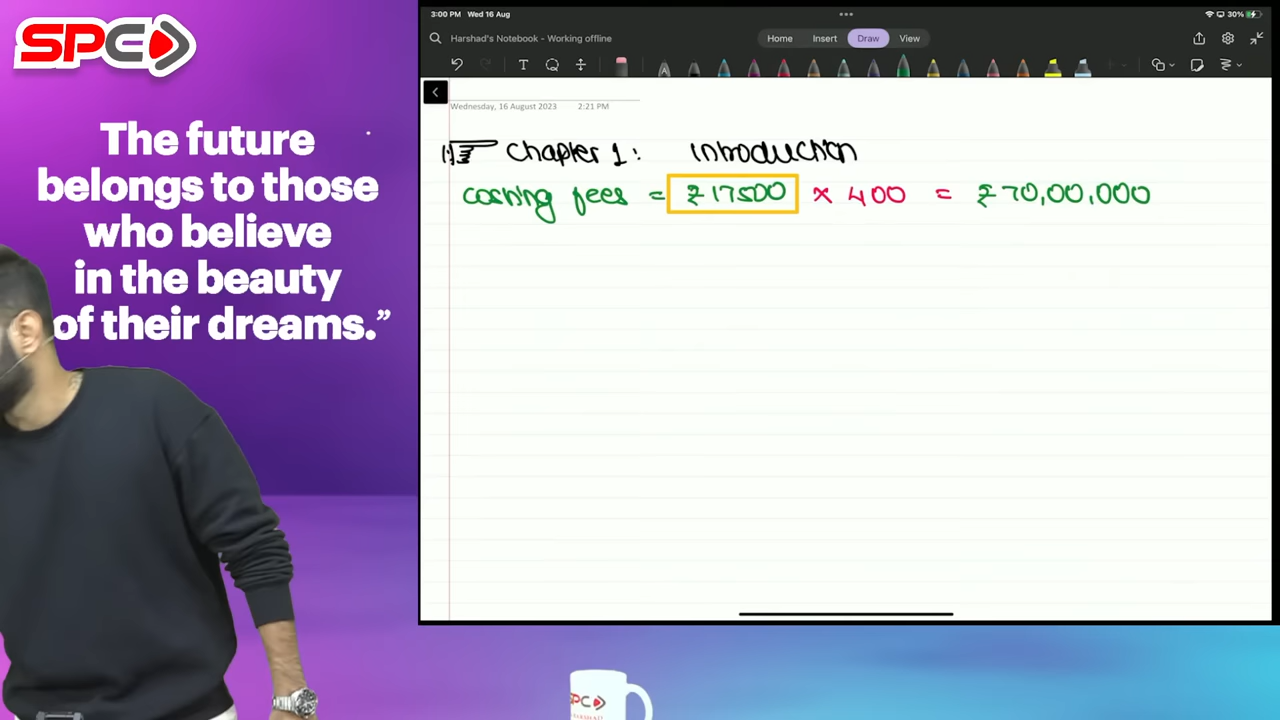 SPC
The future
belongs to those
who believe
in the beauty
of their dreams.”
3:00 PM Wed 16 Aug
30%
Harshad's Notebook - Working offline
Home Insert Draw View
Wednesday, 16 August 2023 2:21 PM
Chapter 1: Introduction
coaching fees = ₹17500 × 400 = ₹70,00,000
SPC